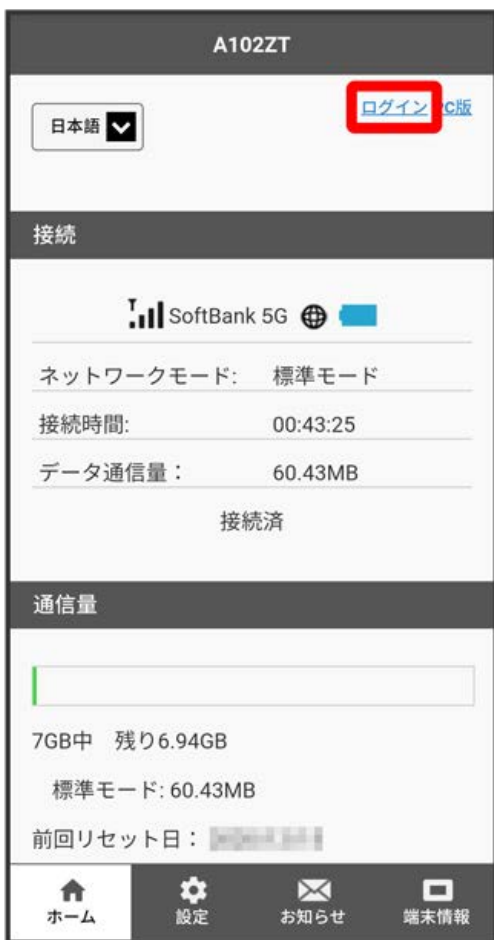 A102ZT
日本語
ログイン
C版
接続
SoftBank 5G
ネットワークモード: 標準モード
接続時間: 00:43:25
データ通信量： 60.43MB
接続済
通信量
7GB中 残り6.94GB
標準モード: 60.43MB
前回リセット日：
ホーム 設定 お知らせ 端末情報